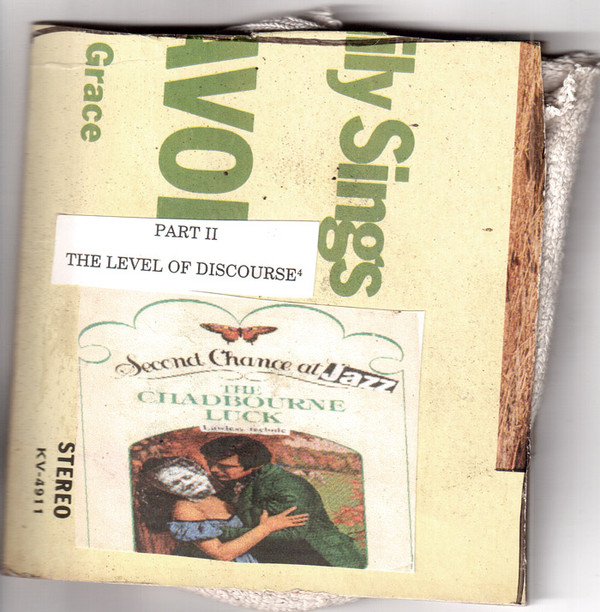 Grace
AVO
ily Sings
PART II
THE LEVEL OF DISCOURSE⁴
Second Chance at Jazz
THE
CHADBOURNE
LUCK
STEREO
KV-4911